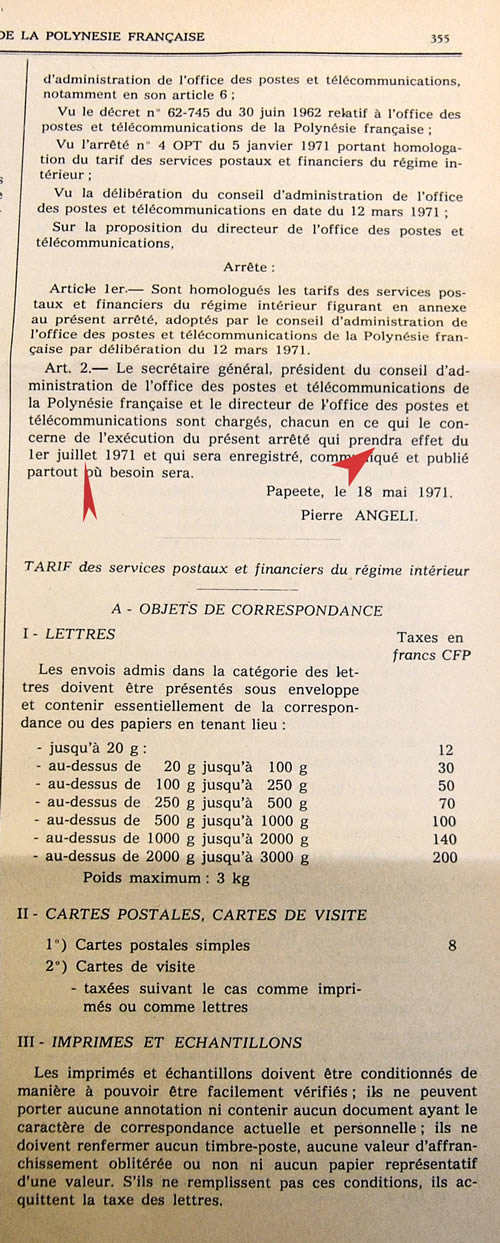 DE LA POLYNESIE FRANÇAISE 355
d'administration de l'office des postes et télécommunications,
notamment en son article 6 ;
Vu le décret n° 62-745 du 30 juin 1962 relatif à l'office des
postes et télécommunications de la Polynésie française ;
Vu l'arrêté n° 4 OPT du 5 janvier 1971 portant homologa-
tion du tarif des services postaux et financiers du régime in-
térieur ;
Vu la délibération du conseil d'administration de l'office
des postes et télécommunications en date du 12 mars 1971 ;
Sur la proposition du directeur de l'office des postes et
télécommunications,
Arrête :
Article 1er.— Sont homologués les tarifs des services pos-
taux et financiers du régime intérieur figurant en annexe
au présent arrêté, adoptés par le conseil d'administration de
l'office des postes et télécommunications de la Polynésie fran-
çaise par délibération du 12 mars 1971.
Art. 2.— Le secrétaire général, président du conseil d'ad-
ministration de l'office des postes et télécommunications de
la Polynésie française et le directeur de l'office des postes et
télécommunications sont chargés, chacun en ce qui le con-
cerne de l'exécution du présent arrêté qui prendra effet du
1er juillet 1971 et qui sera enregistré, communiqué et publié
partout où besoin sera.
Papeete, le 18 mai 1971.
Pierre ANGELI.
TARIF des services postaux et financiers du régime intérieur
A - OBJETS DE CORRESPONDANCE
I - LETTRES Taxes en
francs CFP
Les envois admis dans la catégorie des let-
tres doivent être présentés sous enveloppe
et contenir essentiellement de la correspon-
dance ou des papiers en tenant lieu :
- jusqu'à 20 g : 12
- au-dessus de 20 g jusqu'à 100 g 30
- au-dessus de 100 g jusqu'à 250 g 50
- au-dessus de 250 g jusqu'à 500 g 70
- au-dessus de 500 g jusqu'à 1000 g 100
- au-dessus de 1000 g jusqu'à 2000 g 140
- au-dessus de 2000 g jusqu'à 3000 g 200
Poids maximum : 3 kg
II - CARTES POSTALES, CARTES DE VISITE
1°) Cartes postales simples 8
2°) Cartes de visite
- taxées suivant le cas comme impri-
més ou comme lettres
III - IMPRIMES ET ECHANTILLONS
Les imprimés et échantillons doivent être conditionnés de
manière à pouvoir être facilement vérifiés ; ils ne peuvent
porter aucune annotation ni contenir aucun document ayant le
caractère de correspondance actuelle et personnelle ; ils ne
doivent renfermer aucun timbre-poste, aucune valeur d'affran-
chissement oblitérée ou non ni aucun papier représentatif
d'une valeur. S'ils ne remplissent pas ces conditions, ils ac-
quittent la taxe des lettres.